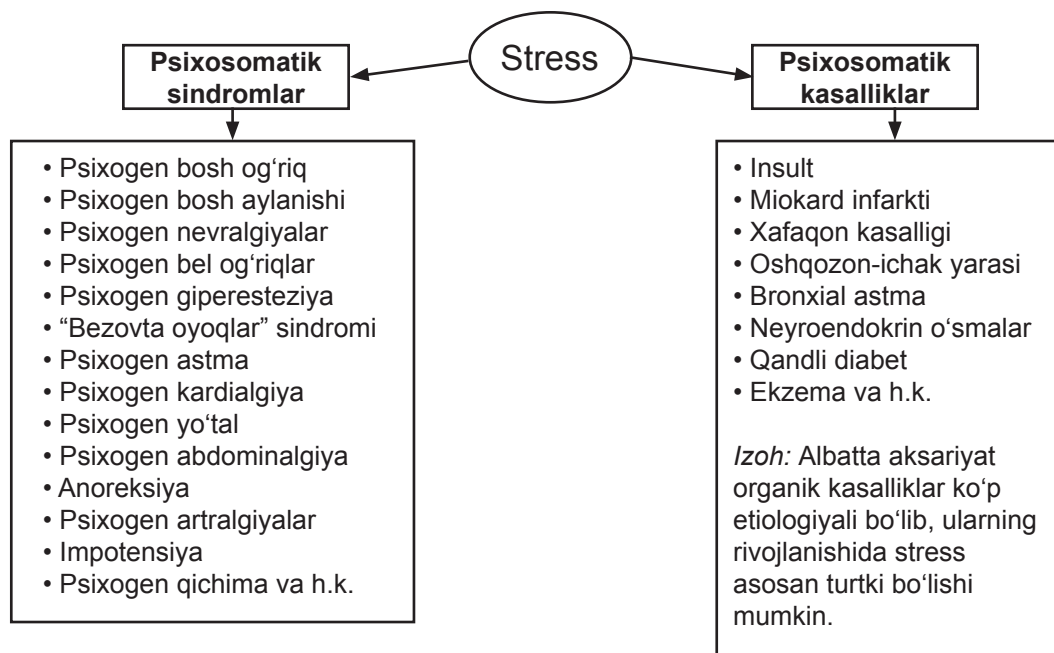 Stress
Psixosomatik
sindromlar
• Psixogen bosh og‘riq
• Psixogen bosh aylanishi
• Psixogen nevralgiyalar
• Psixogen bel og‘riqlar
• Psixogen giperesteziya
• “Bezovta oyoqlar” sindromi
• Psixogen astma
• Psixogen kardialgiya
• Psixogen yo‘tal
• Psixogen abdominalgiya
• Anoreksiya
• Psixogen artralgiyalar
• Impotensiya
• Psixogen qichima va h.k.
Psixosomatik
kasalliklar
• Insult
• Miokard infarkti
• Xafaqon kasalligi
• Oshqozon-ichak yarasi
• Bronxial astma
• Neyroendokrin o‘smalar
• Qandli diabet
• Ekzema va h.k.
Izoh: Albatta aksariyat
organik kasalliklar ko‘p
etiologiyali bo‘lib, ularning
rivojlanishida stress
asosan turtki bo‘lishi
mumkin.